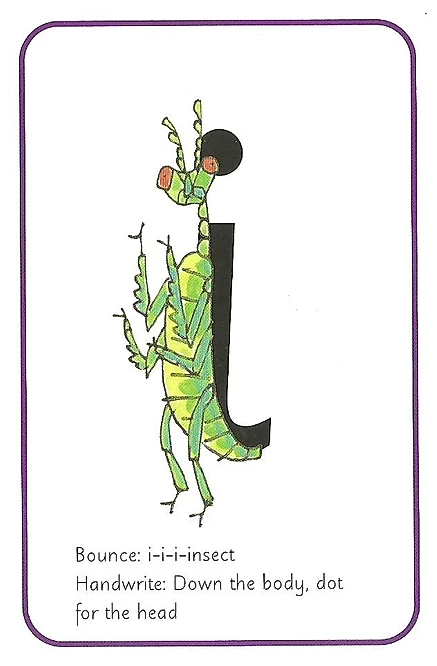 i
Bounce: i-i-i-insect
Handwrite: Down the body, dot
for the head